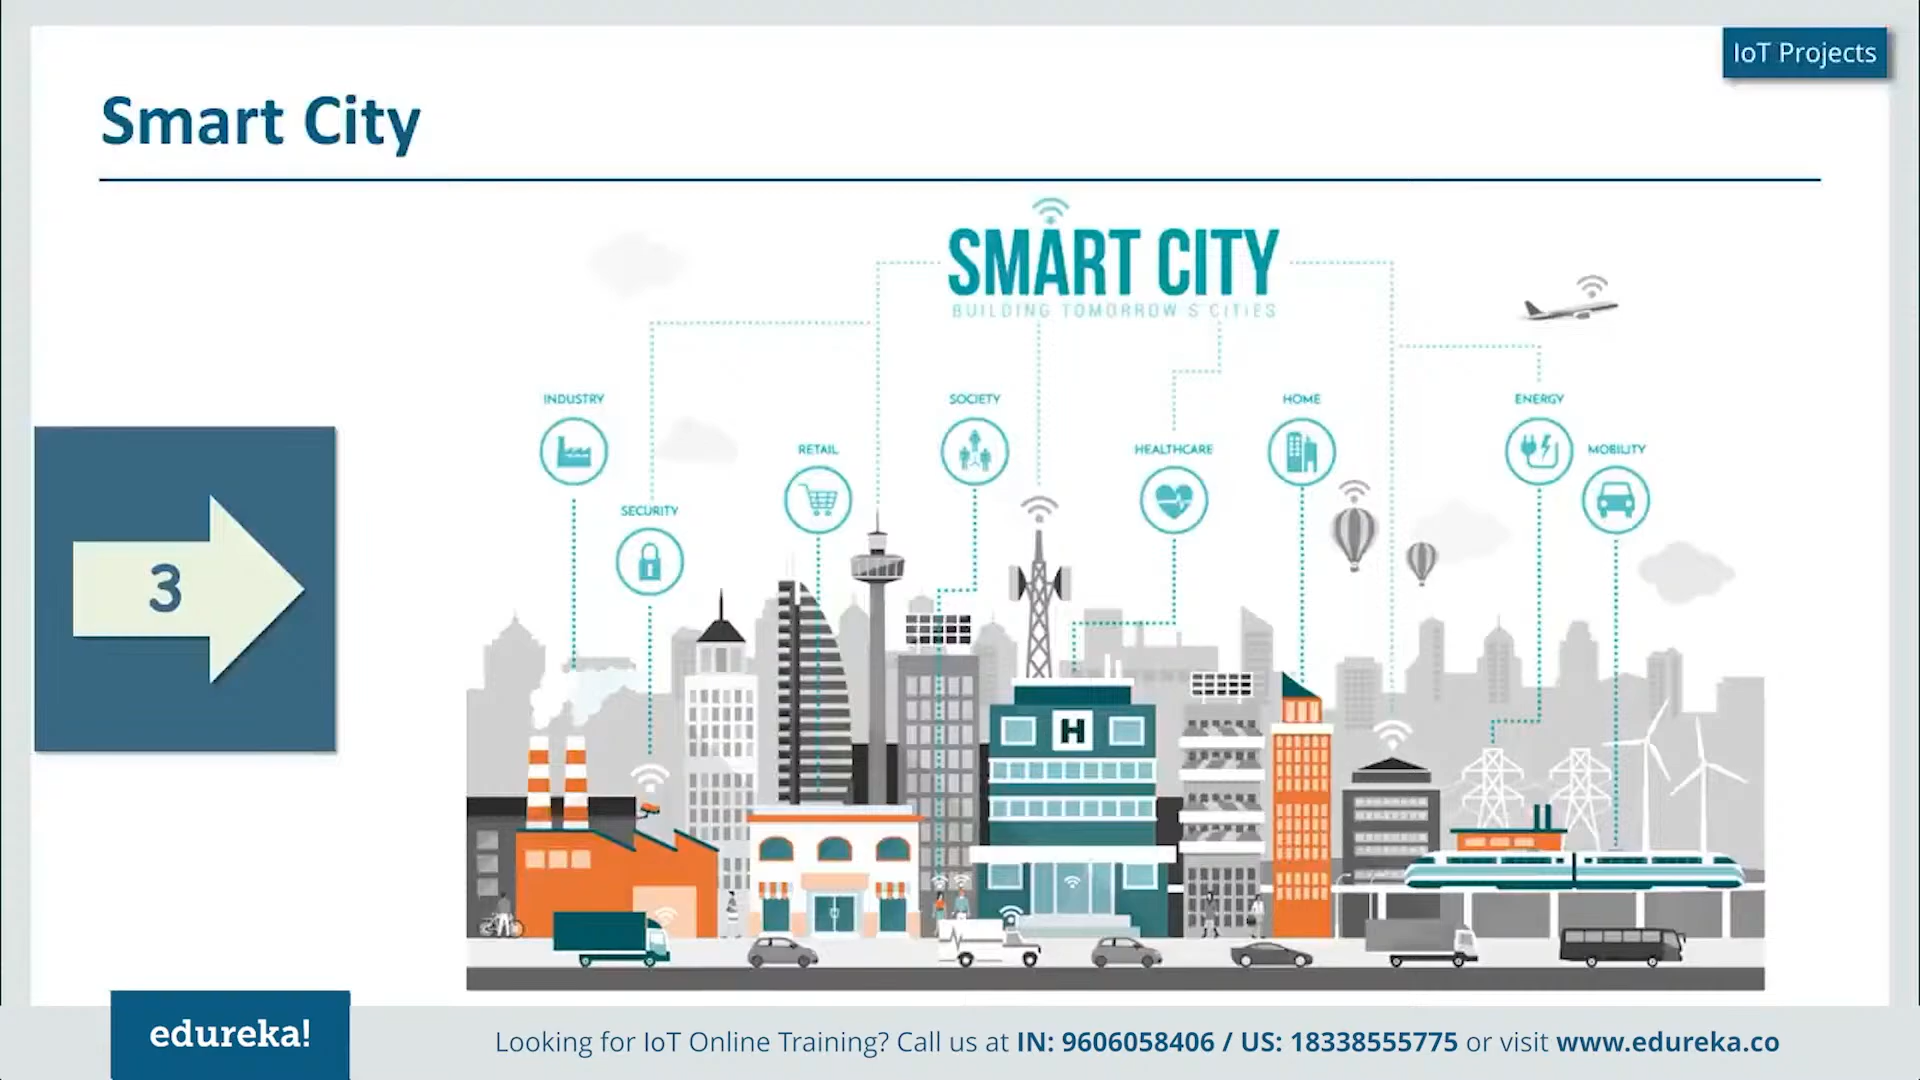 IoT Projects
Smart City
SMART CITY
BUILDING TOMORROW S CITIES
INDUSTRY
SOCIETY
HOME
ENERGY
RETAIL
HEALTHCARE
MOBILITY
SECURITY
3
H
edureka!
Looking for IoT Online Training? Call us at IN: 9606058406 / US: 18338555775 or visit www.edureka.co